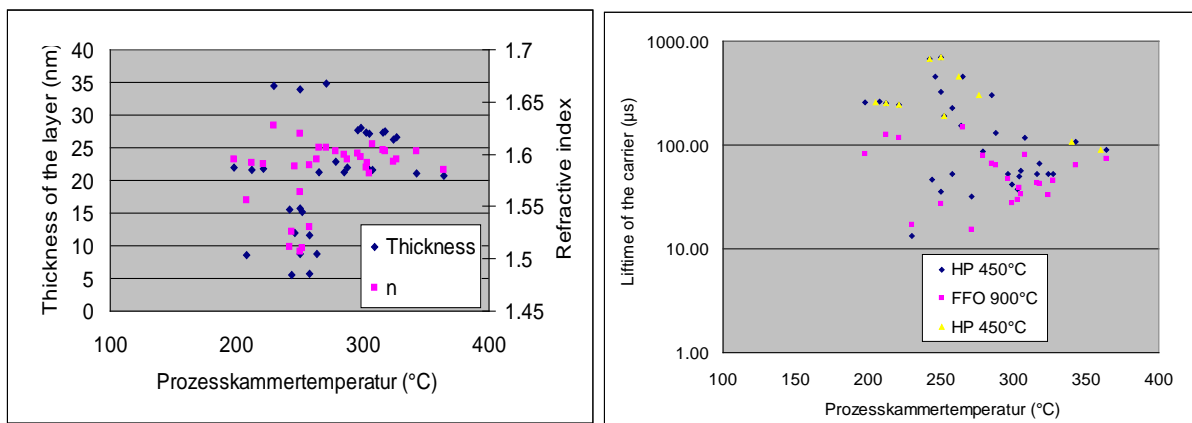 Thickness of the layer (nm)
40
35
30
25
20
15
10
5
0
1.7
1.65
1.6
1.55
1.5
1.45
Refractive index
Thickness
n
100 200 300 400
Prozesskammertemperatur (°C)
Liftime of the carrier (µs)
1000.00
100.00
10.00
1.00
HP 450°C
FFO 900°C
HP 450°C
100 150 200 250 300 350 400
Prozesskammertemperatur (°C)